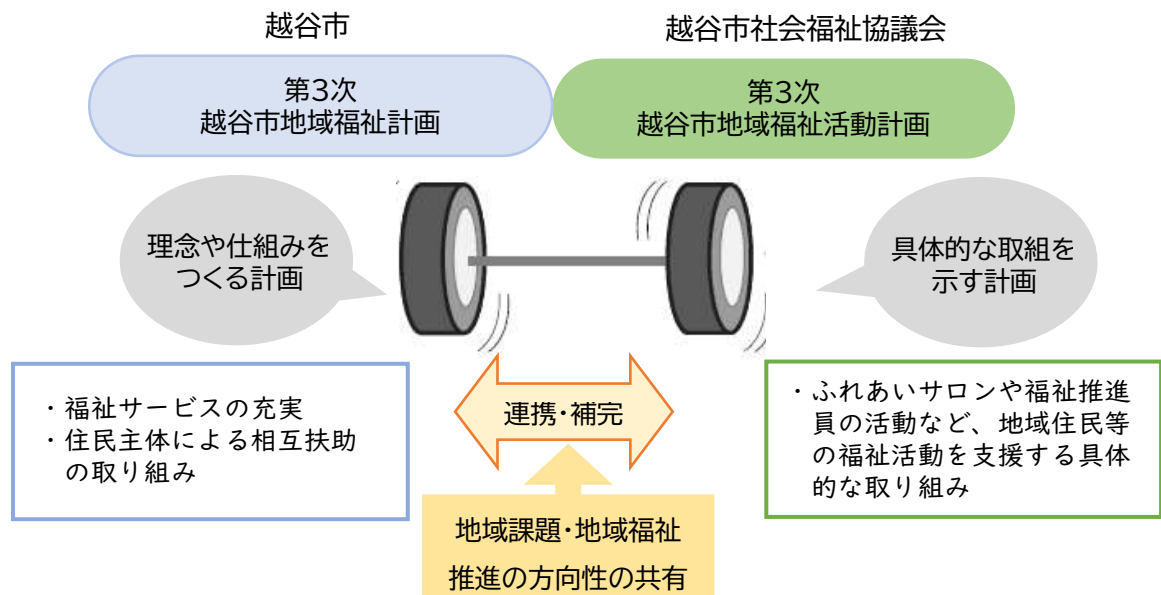 越谷市
越谷市社会福祉協議会
第3次
越谷市地域福祉計画
第3次
越谷市地域福祉活動計画
理念や仕組みを
つくる計画
具体的な取組を
示す計画
・福祉サービスの充実
・住民主体による相互扶助
の取り組み
連携・補完
・ふれあいサロンや福祉推進
員の活動など、地域住民等
の福祉活動を支援する具体
的な取り組み
地域課題・地域福祉
推進の方向性の共有